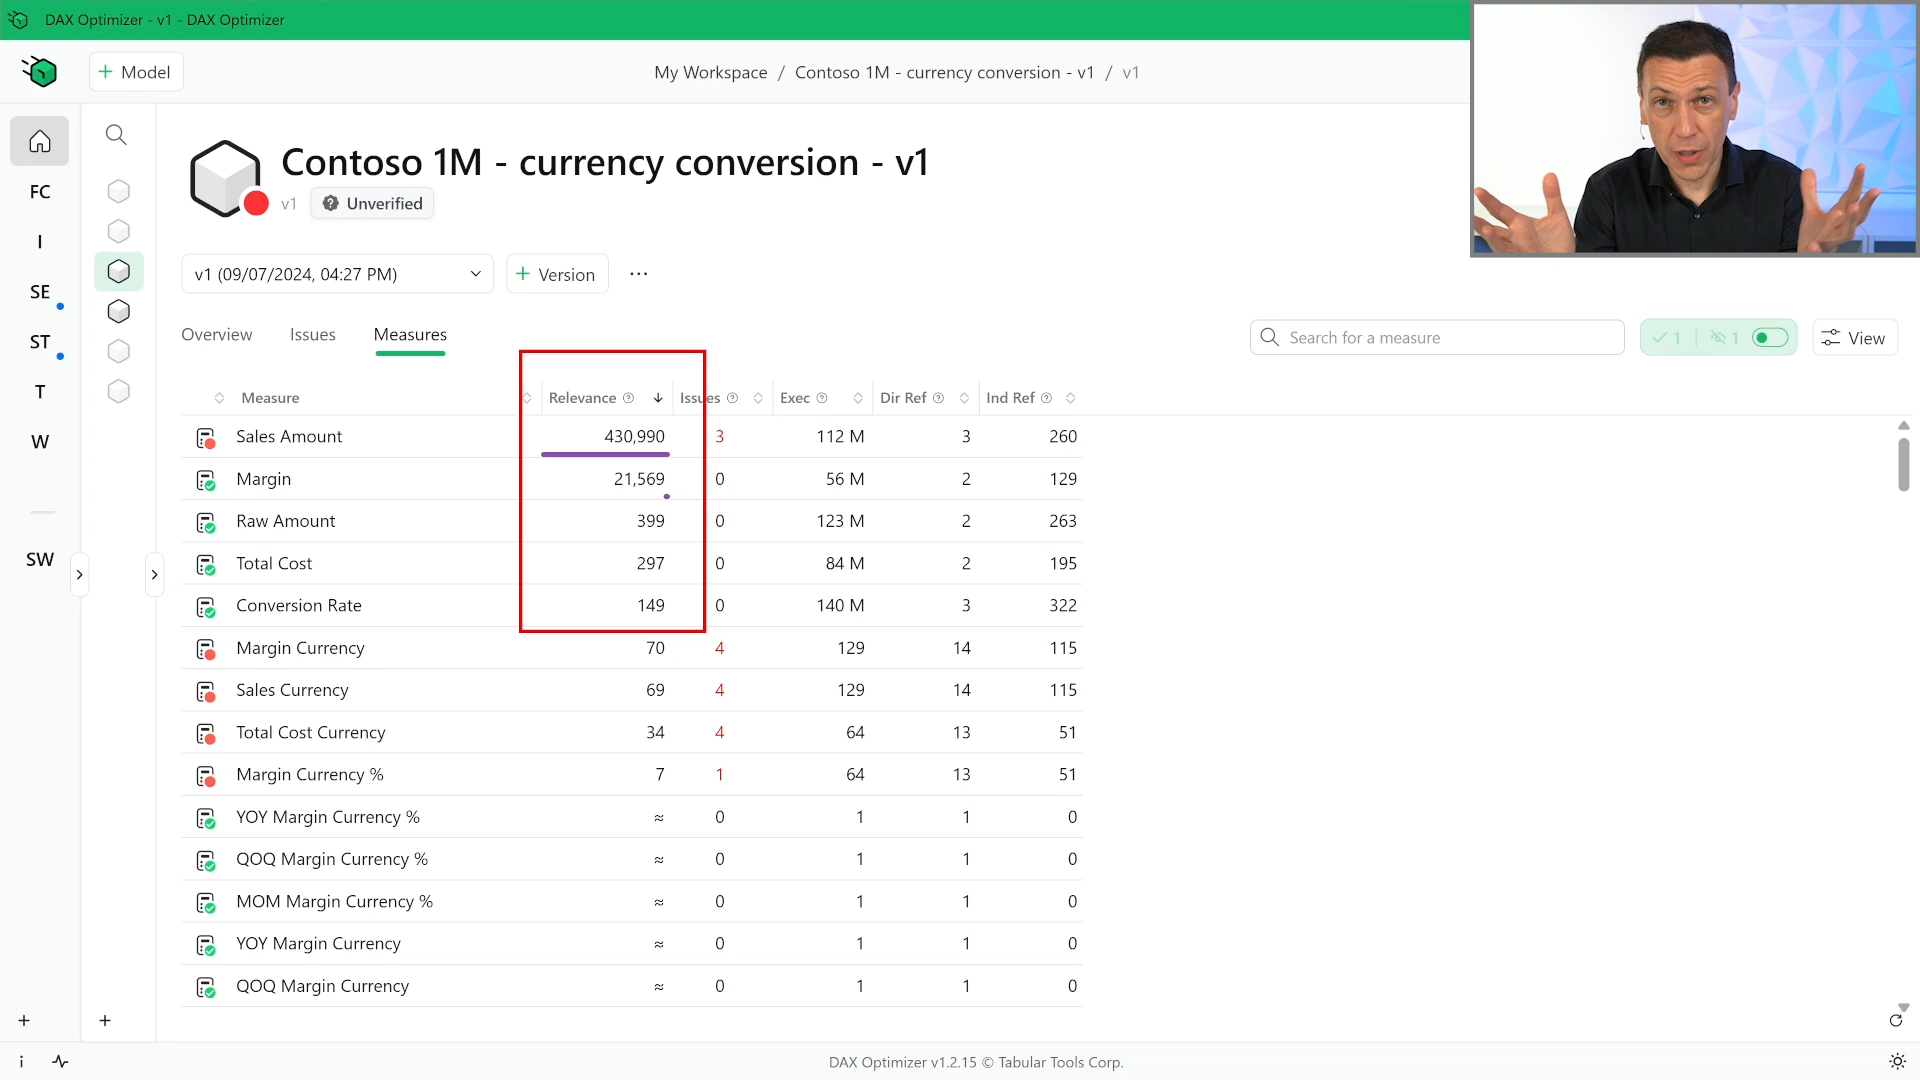 DAX Optimizer - v1 - DAX Optimizer
+ Model
My Workspace / Contoso 1M - currency conversion - v1 / v1
FC
I
SE
ST
T
W
SW
Contoso 1M - currency conversion - v1
v1 Unverified
v1 (09/07/2024, 04:27 PM) + Version ...
Overview Issues Measures
Search for a measure 1 1 View
Measure Relevance Issues Exec Dir Ref Ind Ref
Sales Amount 430,990 3 112 M 3 260
Margin 21,569 0 56 M 2 129
Raw Amount 399 0 123 M 2 263
Total Cost 297 0 84 M 2 195
Conversion Rate 149 0 140 M 3 322
Margin Currency 70 4 129 14 115
Sales Currency 69 4 129 14 115
Total Cost Currency 34 4 64 13 51
Margin Currency % 7 1 64 13 51
YOY Margin Currency % ≈ 0 1 1 0
QOQ Margin Currency % ≈ 0 1 1 0
MOM Margin Currency % ≈ 0 1 1 0
YOY Margin Currency ≈ 0 1 1 0
QOQ Margin Currency ≈ 0 1 1 0
+ +
i DAX Optimizer v1.2.15 © Tabular Tools Corp.